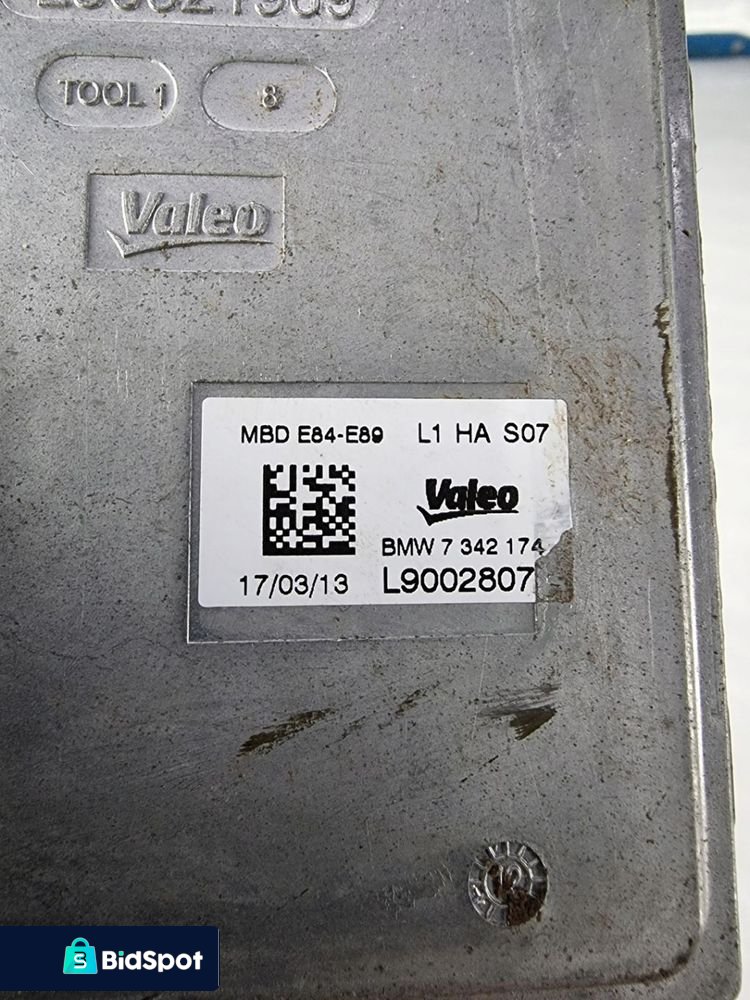 TOOL 1 8
Valeo
MBD E84-E89 L1 HA S07
Valeo
BMW 7 342 174
17/03/13 L9002807
12
BidSpot